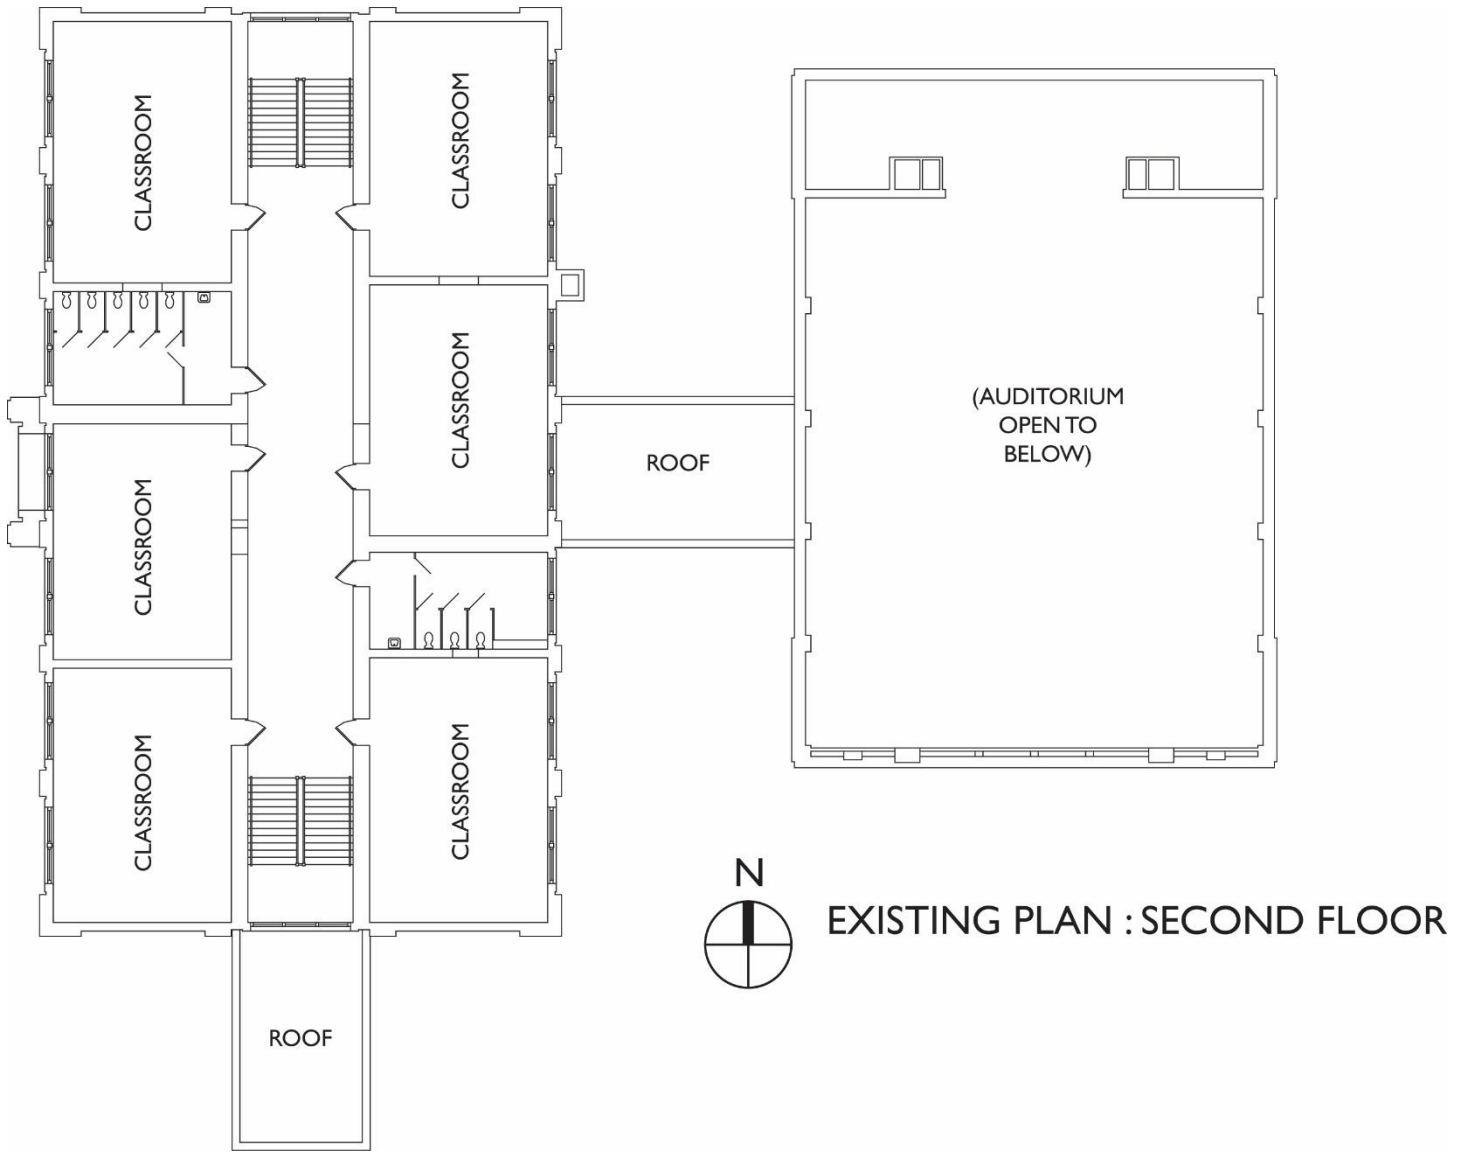 CLASSROOM
CLASSROOM
CLASSROOM
CLASSROOM
CLASSROOM
CLASSROOM
(AUDITORIUM
OPEN TO
BELOW)
ROOF
N
EXISTING PLAN : SECOND FLOOR
ROOF